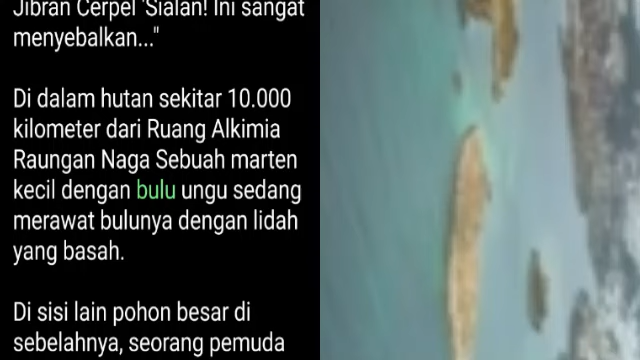 Jibran Cerpel 'Sialan! Ini sangat
menyebalkan..."
Di dalam hutan sekitar 10.000
kilometer dari Ruang Alkimia
Raungan Naga Sebuah marten
kecil dengan bulu ungu sedang
merawat bulunya dengan lidah
yang basah.
Di sisi lain pohon besar di
sebelahnya, seorang pemuda